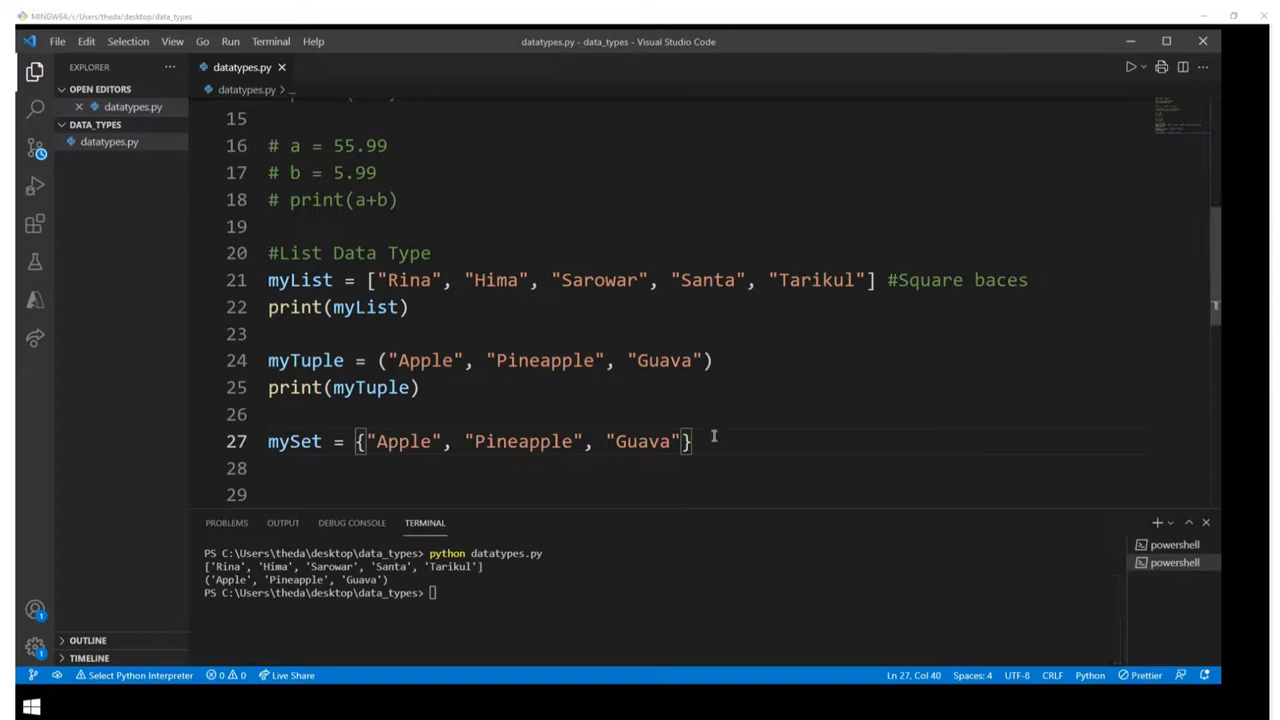 MINGW64:/c/Users/theda/desktop/data_types
File Edit Selection View Go Run Terminal Help
datatypes.py - data_types - Visual Studio Code
EXPLORER
datatypes.py
OPEN EDITORS
datatypes.py
DATA_TYPES
datatypes.py
datatypes.py > ...
15
16 # a = 55.99
17 # b = 5.99
18 # print(a+b)
19
20 #List Data Type
21 myList = ["Rina", "Hima", "Sarowar", "Santa", "Tarikul"] #Square baces
22 print(myList)
23
24 myTuple = ("Apple", "Pineapple", "Guava")
25 print(myTuple)
26
27 mySet = {"Apple", "Pineapple", "Guava"}
28
29
PROBLEMS OUTPUT DEBUG CONSOLE TERMINAL
PS C:\Users\theda\desktop\data_types> python datatypes.py
['Rina', 'Hima', 'Sarowar', 'Santa', 'Tarikul']
('Apple', 'Pineapple', 'Guava')
PS C:\Users\theda\desktop\data_types>
powershell
powershell
OUTLINE
TIMELINE
Select Python Interpreter 0 0 Live Share
Ln 27, Col 40 Spaces: 4 UTF-8 CRLF Python Prettier